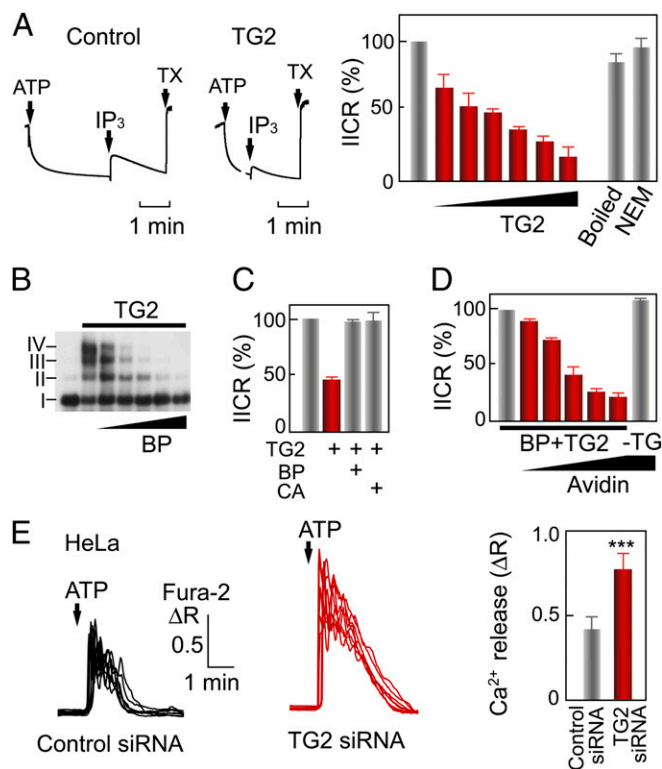 A
Control
TG2
ATP
IP3
TX
1 min
ATP
IP3
TX
1 min
IICR (%)
100
50
0
TG2
Boiled
NEM
B
TG2
IV
III
II
I
BP
C
IICR (%)
100
50
0
TG2 + + +
BP +
CA +
D
IICR (%)
100
50
0
BP+TG2 -TG
Avidin
E
HeLa
ATP
Fura-2
ΔR
0.5
1 min
Control siRNA
ATP
TG2 siRNA
Ca2+ release (ΔR)
1.0
0.5
0
***
Control
siRNA
TG2
siRNA